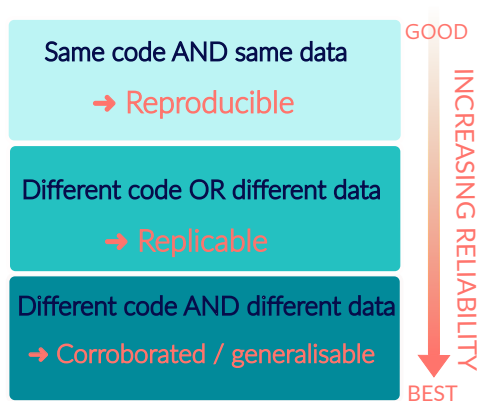 GOOD
Same code AND same data
➜ Reproducible
Different code OR different data
➜ Replicable
Different code AND different data
➜ Corroborated / generalisable
INCREASING RELIABILITY
BEST